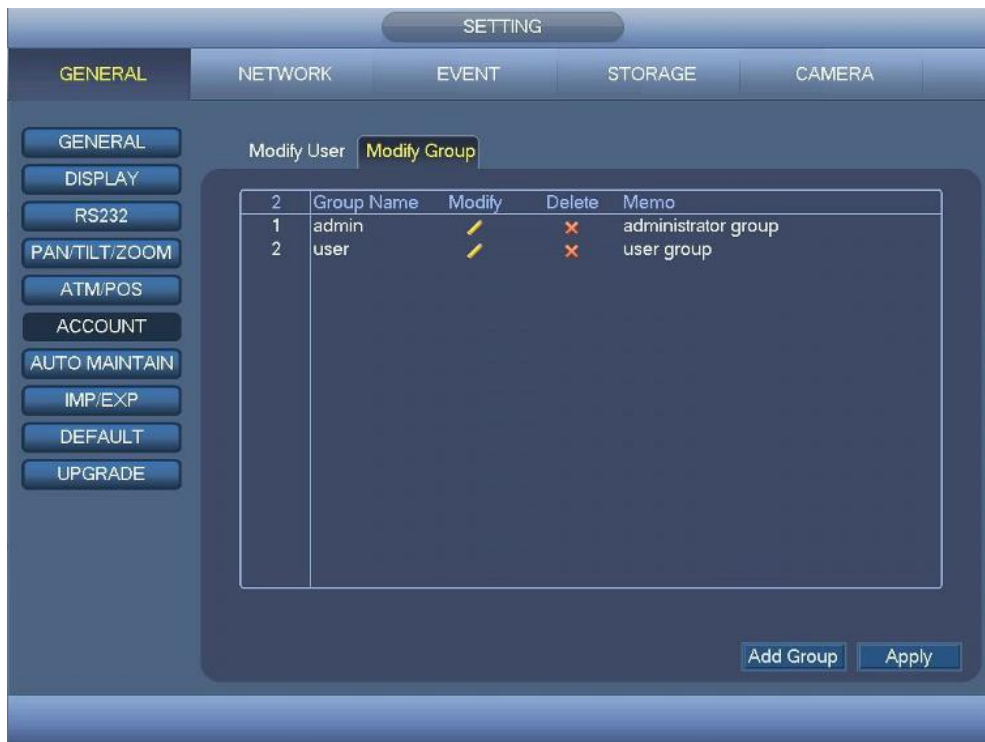 SETTING
GENERAL NETWORK EVENT STORAGE CAMERA
GENERAL
DISPLAY
RS232
PAN/TILT/ZOOM
ATM/POS
ACCOUNT
AUTO MAINTAIN
IMP/EXP
DEFAULT
UPGRADE
Modify User Modify Group
2 Group Name Modify Delete Memo
1 admin administrator group
2 user user group
Add Group Apply